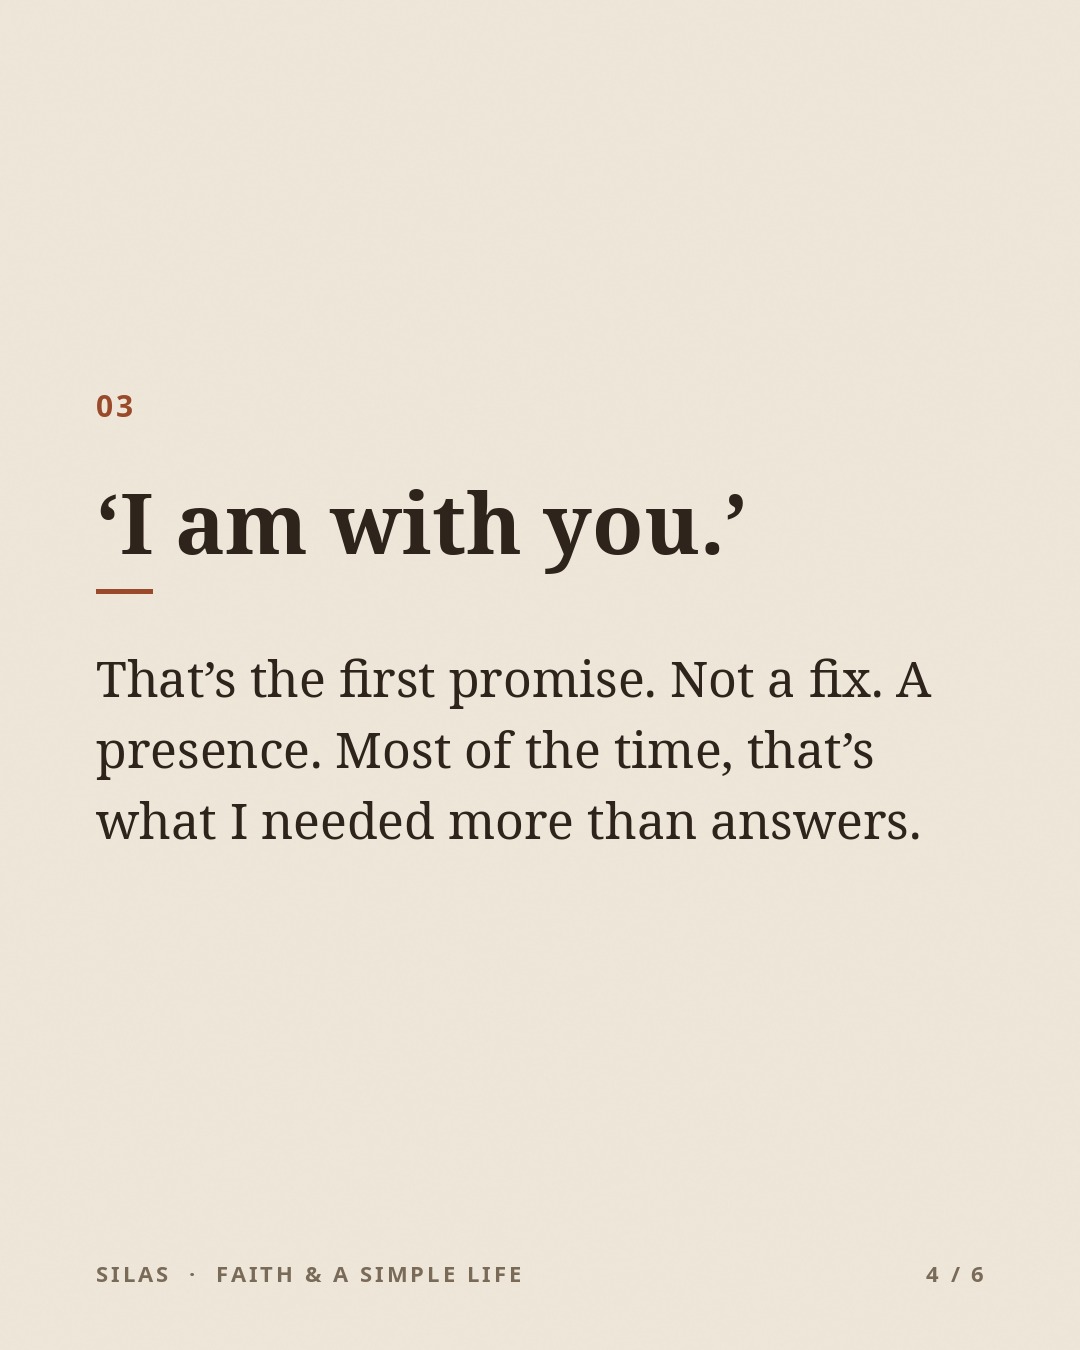 03
‘I am with you.’
That’s the first promise. Not a fix. A
presence. Most of the time, that’s
what I needed more than answers.
SILAS · FAITH & A SIMPLE LIFE
4 / 6